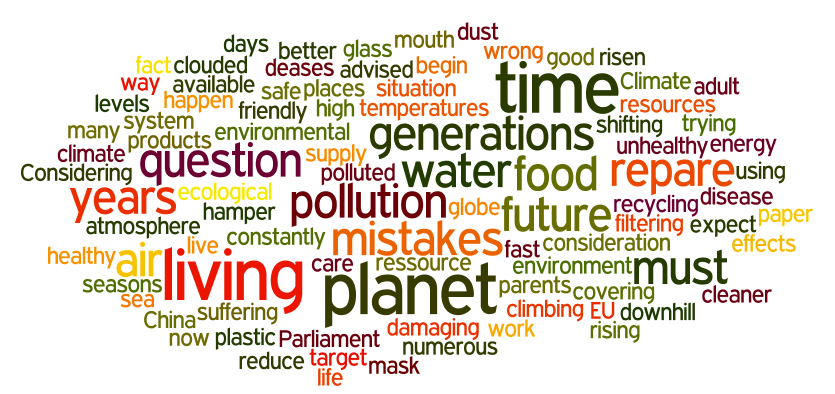 dust
days better glass mouth wrong good risen
fact clouded deases advised begin time Climate adult
way available safe places situation
levels happen friendly high temperatures resources
many system environmental generations shifting trying
products
climate question supply polluted water food repare unhealthy energy using
Considering
years ecological hamper pollution globe future recycling disease paper
atmosphere filtering expect
live constantly mistakes fast consideration effects
healthy air living care ressource environment must
seasons planet parents covering cleaner
sea
China suffering climbing EU downhill
now plastic Parliament damaging work rising
reduce target mask numerous
life